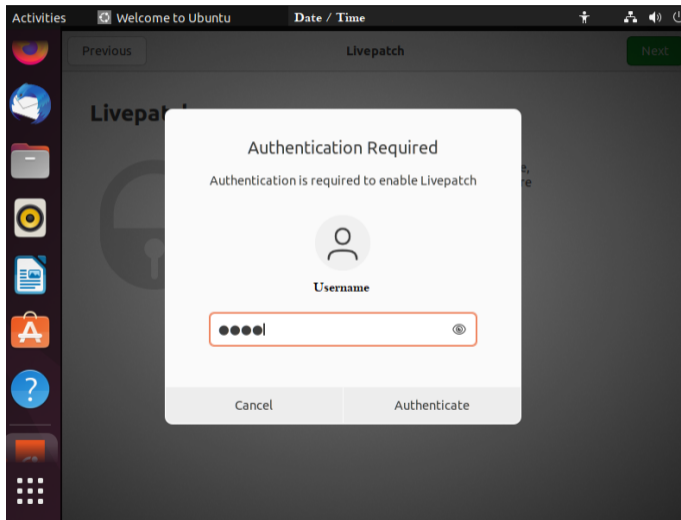 Activities Welcome to Ubuntu Date / Time
Previous Livepatch Next
Authentication Required
Authentication is required to enable Livepatch
Username
Cancel Authenticate